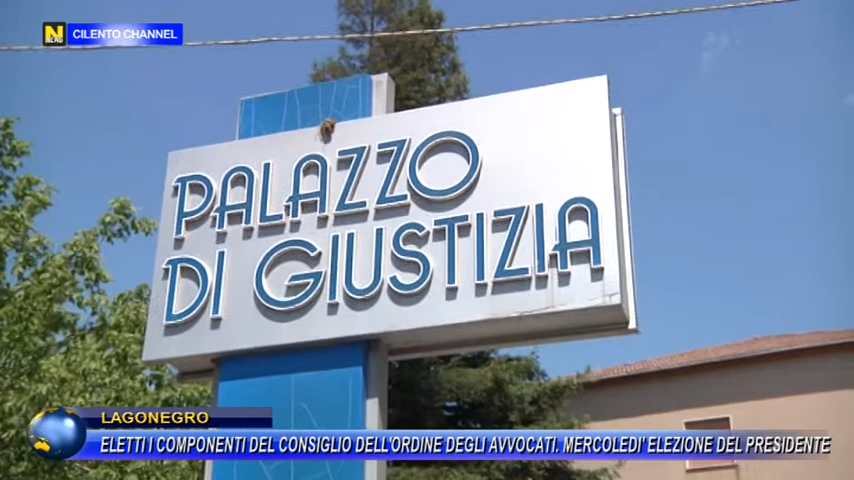 CILENTO CHANNEL
PALAZZO
DI GIUSTIZIA
LAGONEGRO
ELETTI I COMPONENTI DEL CONSIGLIO DELL'ORDINE DEGLI AVVOCATI. MERCOLEDI' ELEZIONE DEL PRESIDENTE